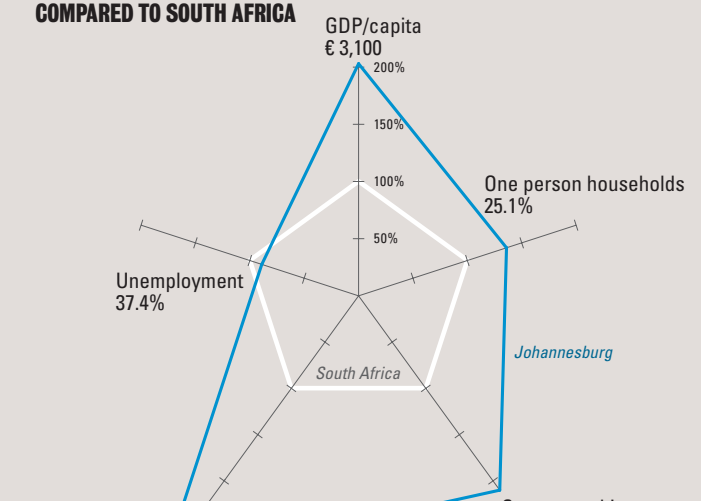 COMPARED TO SOUTH AFRICA
GDP/capita
€ 3,100
200%
150%
100%
50%
One person households
25.1%
Unemployment
37.4%
Johannesburg
South Africa